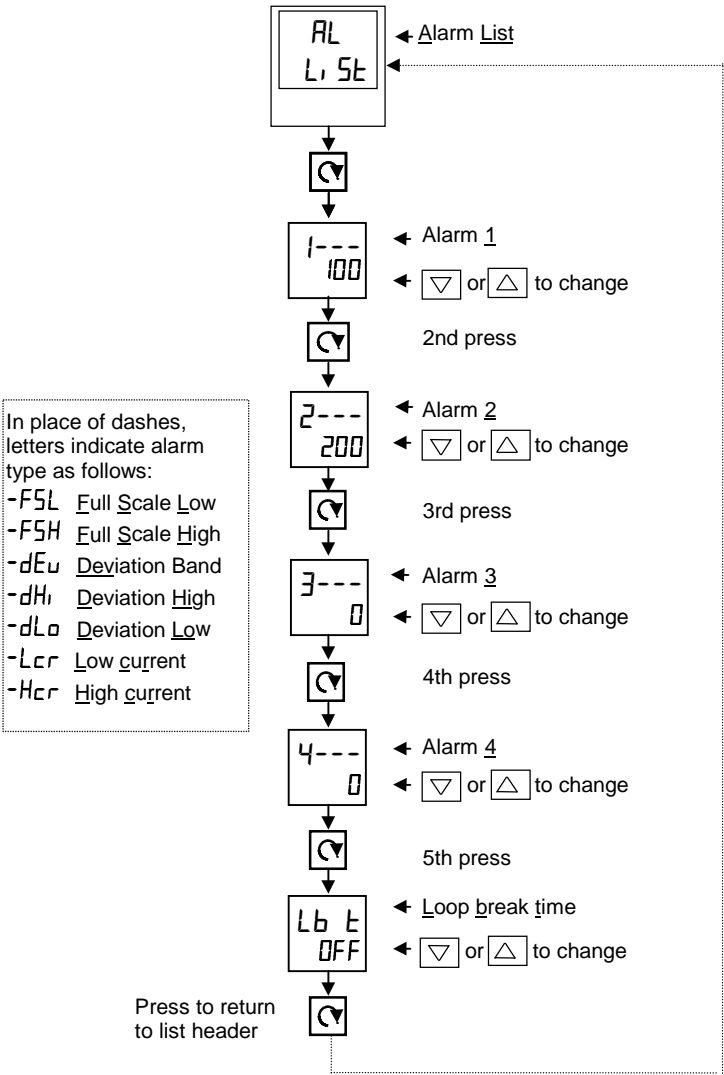 AL
Alarm List
Li St
1---
Alarm 1
100
or to change
2nd press
2---
Alarm 2
200
or to change
3rd press
In place of dashes,
letters indicate alarm
type as follows:
-FSL Full Scale Low
-FSH Full Scale High
-dEv Deviation Band
-dHi Deviation High
-dLo Deviation Low
-Lcr Low current
-Hcr High current
3---
Alarm 3
0
or to change
4th press
4---
Alarm 4
0
or to change
5th press
Lb t
Loop break time
OFF
or to change
Press to return
to list header